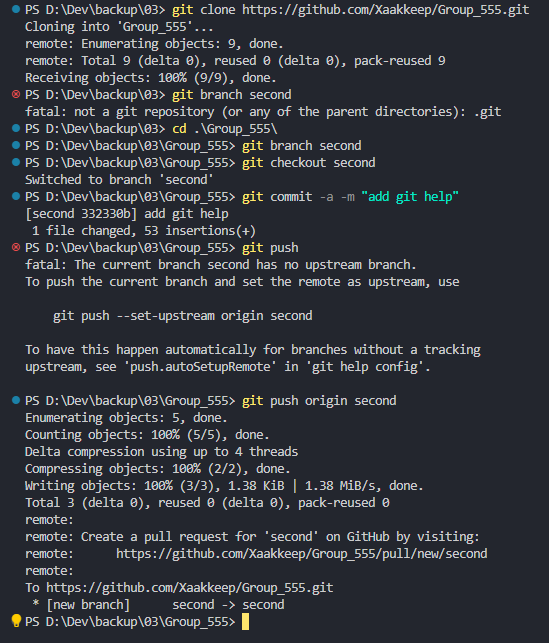 PS D:\Dev\backup\03> git clone https://github.com/Xaakkeep/Group_555.git
Cloning into 'Group_555'...
remote: Enumerating objects: 9, done.
remote: Total 9 (delta 0), reused 0 (delta 0), pack-reused 9
Receiving objects: 100% (9/9), done.
PS D:\Dev\backup\03> git branch second
fatal: not a git repository (or any of the parent directories): .git
PS D:\Dev\backup\03> cd .\Group_555\
PS D:\Dev\backup\03\Group_555> git branch second
PS D:\Dev\backup\03\Group_555> git checkout second
Switched to branch 'second'
PS D:\Dev\backup\03\Group_555> git commit -a -m "add git help"
[second 332330b] add git help
 1 file changed, 53 insertions(+)
PS D:\Dev\backup\03\Group_555> git push
fatal: The current branch second has no upstream branch.
To push the current branch and set the remote as upstream, use

    git push --set-upstream origin second

To have this happen automatically for branches without a tracking
upstream, see 'push.autoSetupRemote' in 'git help config'.

PS D:\Dev\backup\03\Group_555> git push origin second
Enumerating objects: 5, done.
Counting objects: 100% (5/5), done.
Delta compression using up to 4 threads
Compressing objects: 100% (2/2), done.
Writing objects: 100% (3/3), 1.38 KiB | 1.38 MiB/s, done.
Total 3 (delta 0), reused 0 (delta 0), pack-reused 0
remote:
remote: Create a pull request for 'second' on GitHub by visiting:
remote:      https://github.com/Xaakkeep/Group_555/pull/new/second
remote:
To https://github.com/Xaakkeep/Group_555.git
 * [new branch]      second -> second
PS D:\Dev\backup\03\Group_555>